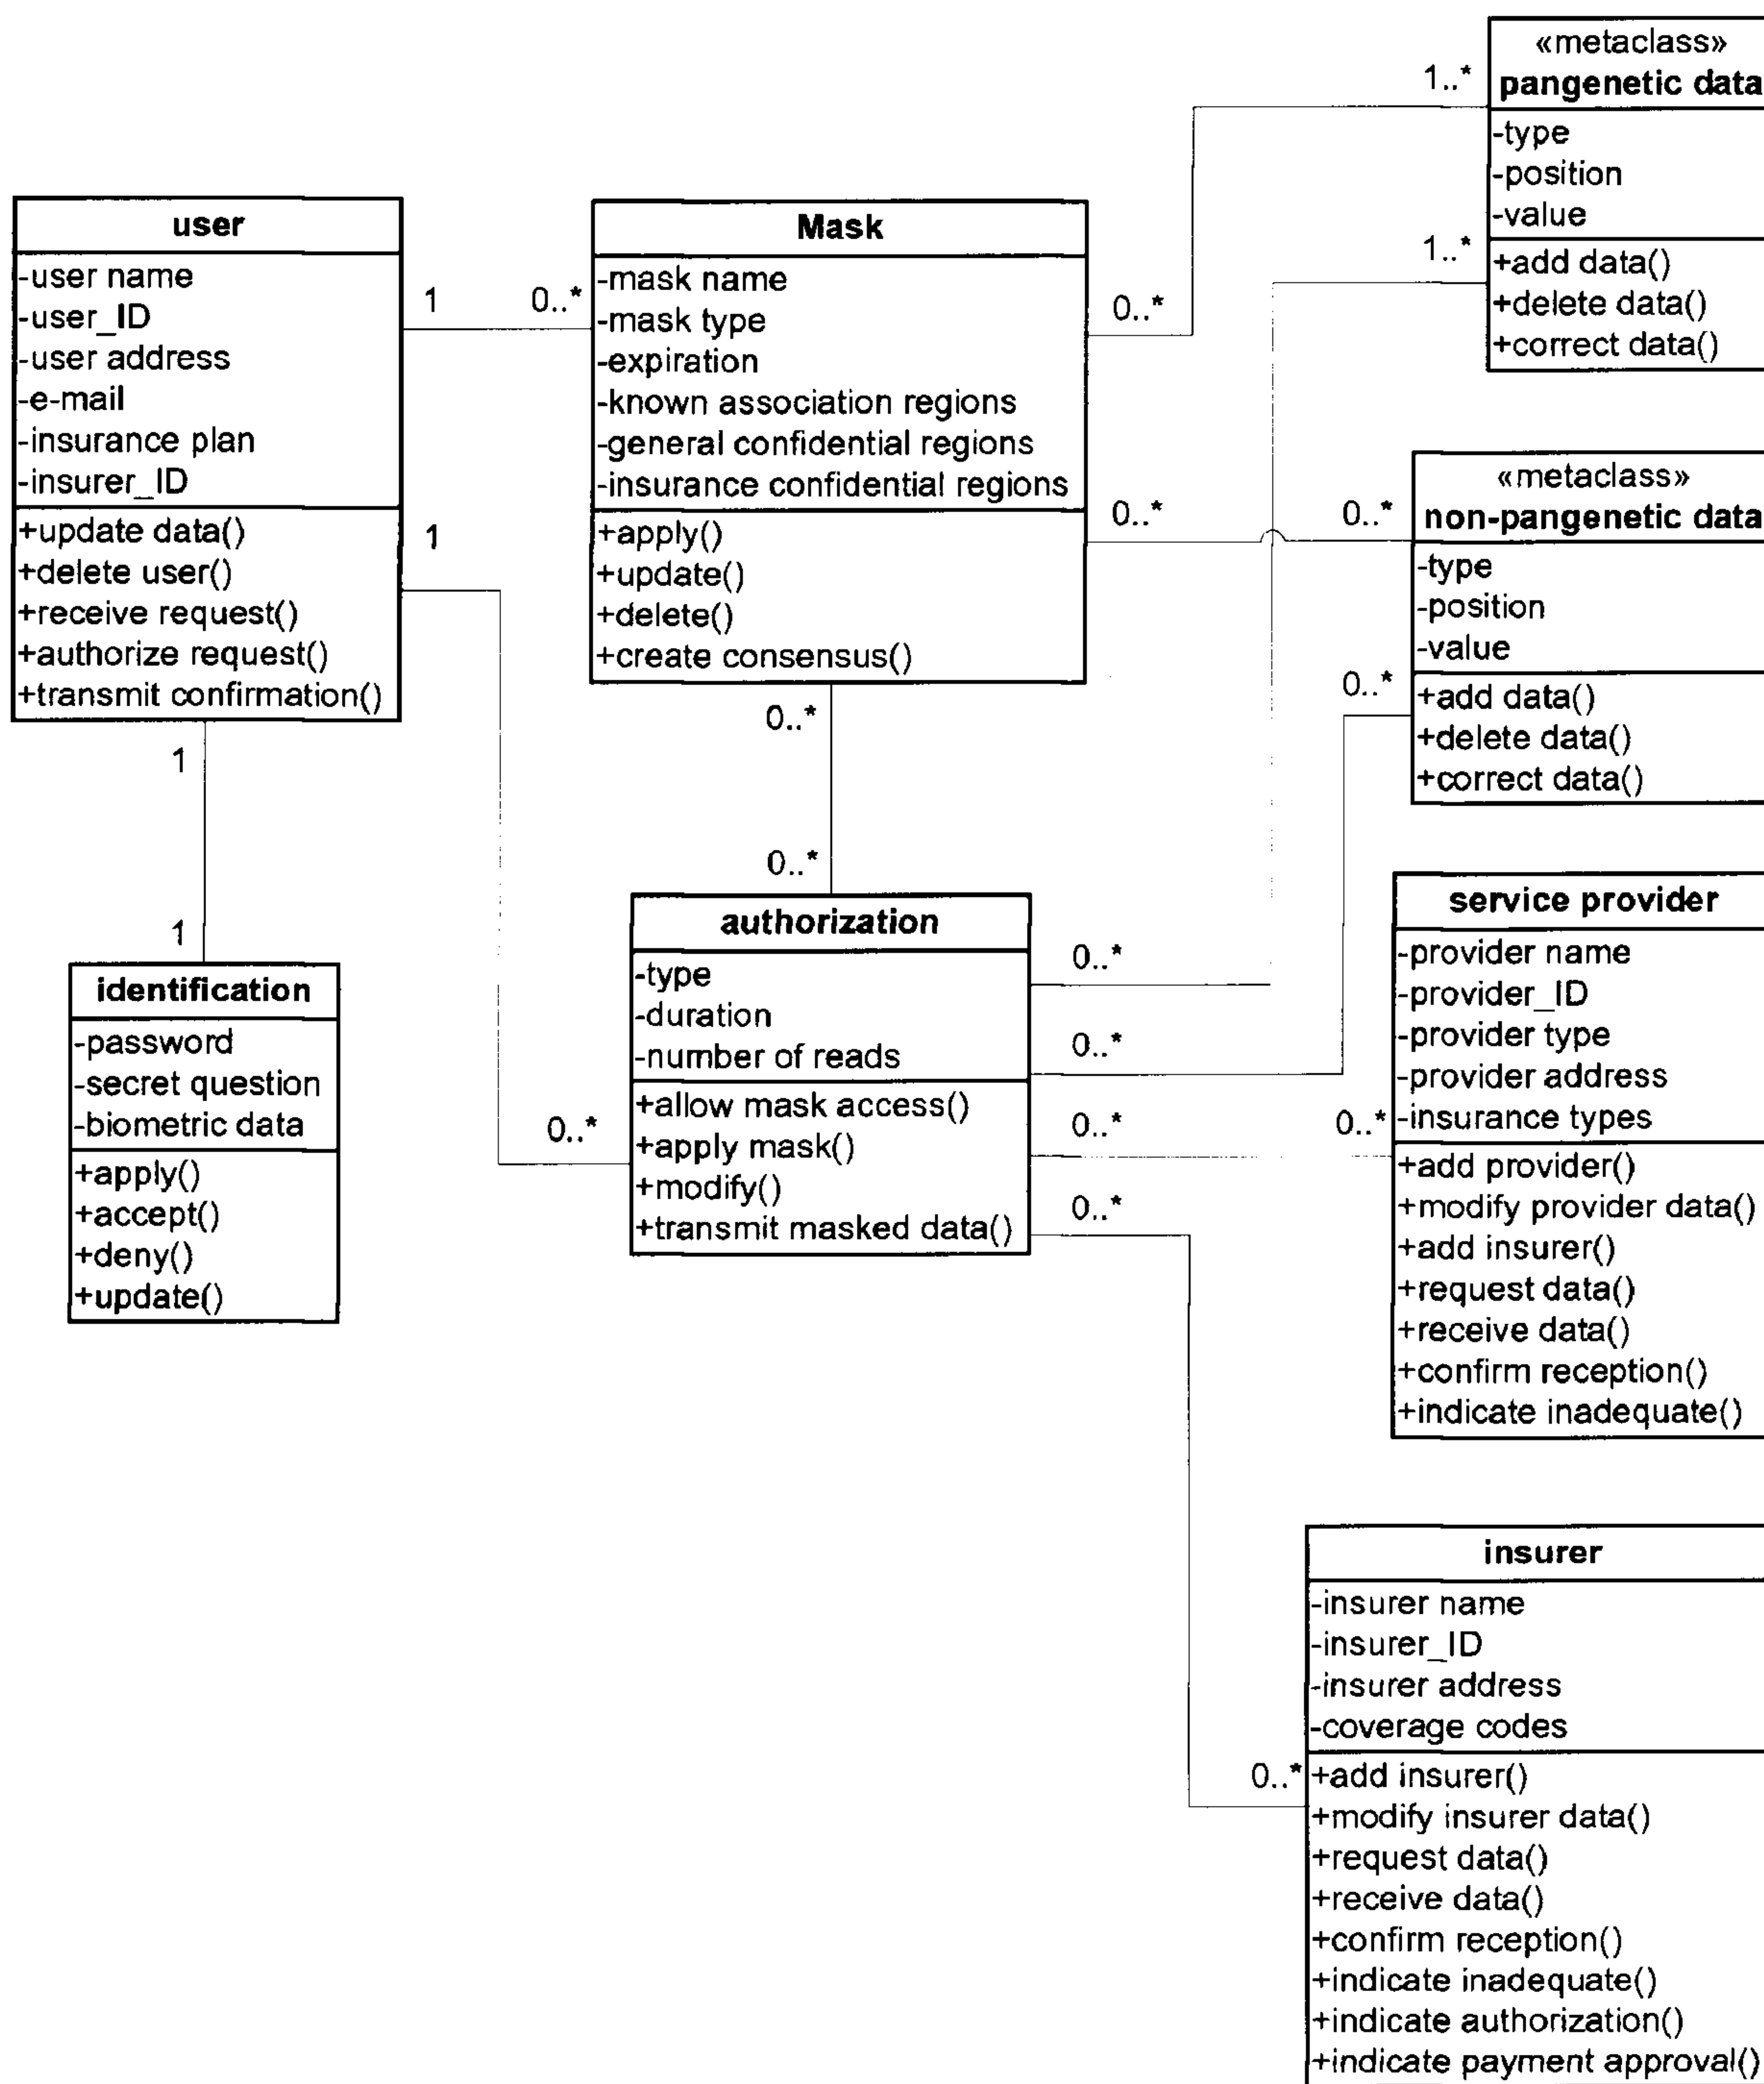 «metaclass»
pangenetic data
-type
-position
-value
+add data()
+delete data()
+correct data()
1..*
1..*
user
-user name
-user_ID
-user address
-e-mail
-insurance plan
-insurer_ID
+update data()
+delete user()
+receive request()
+authorize request()
+transmit confirmation()
1
0..*
1
1
Mask
-mask name
-mask type
-expiration
-known association regions
-general confidential regions
-insurance confidential regions
+apply()
+update()
+delete()
+create consensus()
0..*
0..*
0..*
0..*
0..*
«metaclass»
non-pangenetic data
-type
-position
-value
+add data()
+delete data()
+correct data()
0..*
1
identification
-password
-secret question
-biometric data
+apply()
+accept()
+deny()
+update()
authorization
-type
-duration
-number of reads
+allow mask access()
+apply mask()
+modify()
+transmit masked data()
0..*
0..*
0..*
0..*
0..*
0..*
service provider
-provider name
-provider_ID
-provider type
-provider address
-insurance types
+add provider()
+modify provider data()
+add insurer()
+request data()
+receive data()
+confirm reception()
+indicate inadequate()
insurer
-insurer name
-insurer_ID
-insurer address
-coverage codes
0..*
+add insurer()
+modify insurer data()
+request data()
+receive data()
+confirm reception()
+indicate inadequate()
+indicate authorization()
+indicate payment approval()